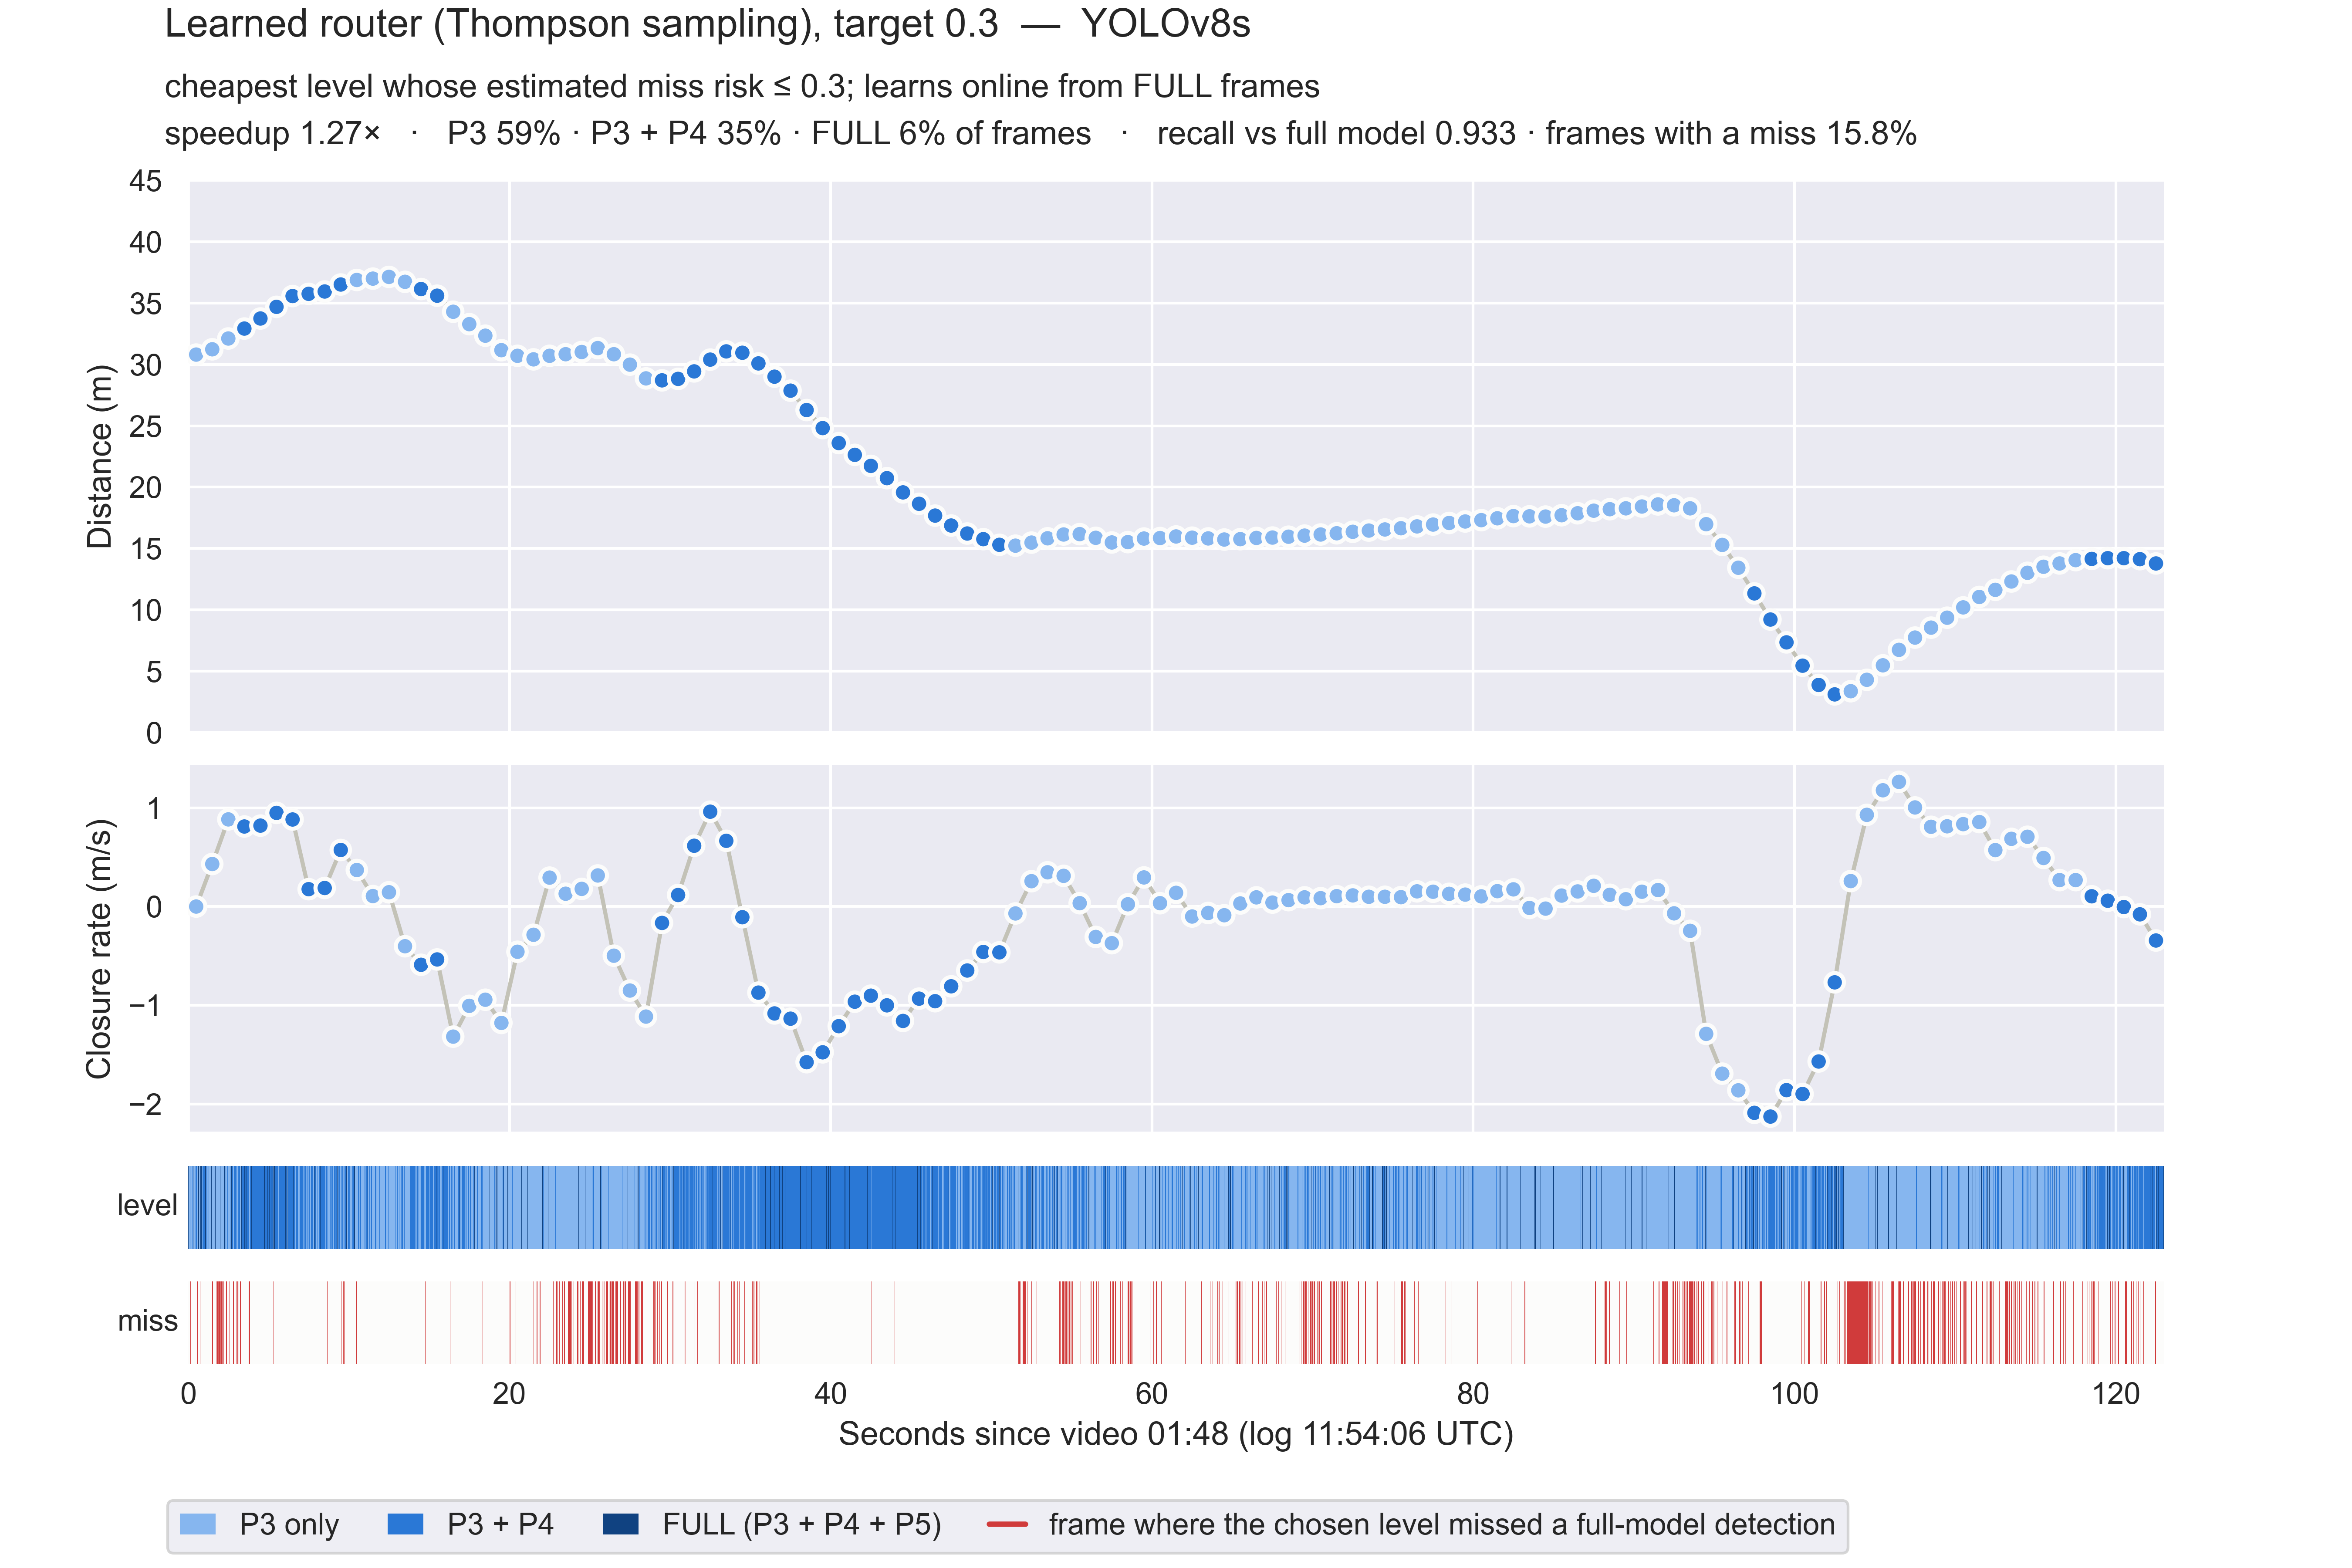 Learned router (Thompson sampling), target 0.3 — YOLOv8s
cheapest level whose estimated miss risk ≤ 0.3; learns online from FULL frames
speedup 1.27× · P3 59% · P3 + P4 35% · FULL 6% of frames · recall vs full model 0.933 · frames with a miss 15.8%
45
40
35
30
25
20
15
10
5
0
Distance (m)
1
0
−1
−2
Closure rate (m/s)
level
miss
0 20 40 60 80 100 120
Seconds since video 01:48 (log 11:54:06 UTC)
P3 only P3 + P4 FULL (P3 + P4 + P5) frame where the chosen level missed a full-model detection